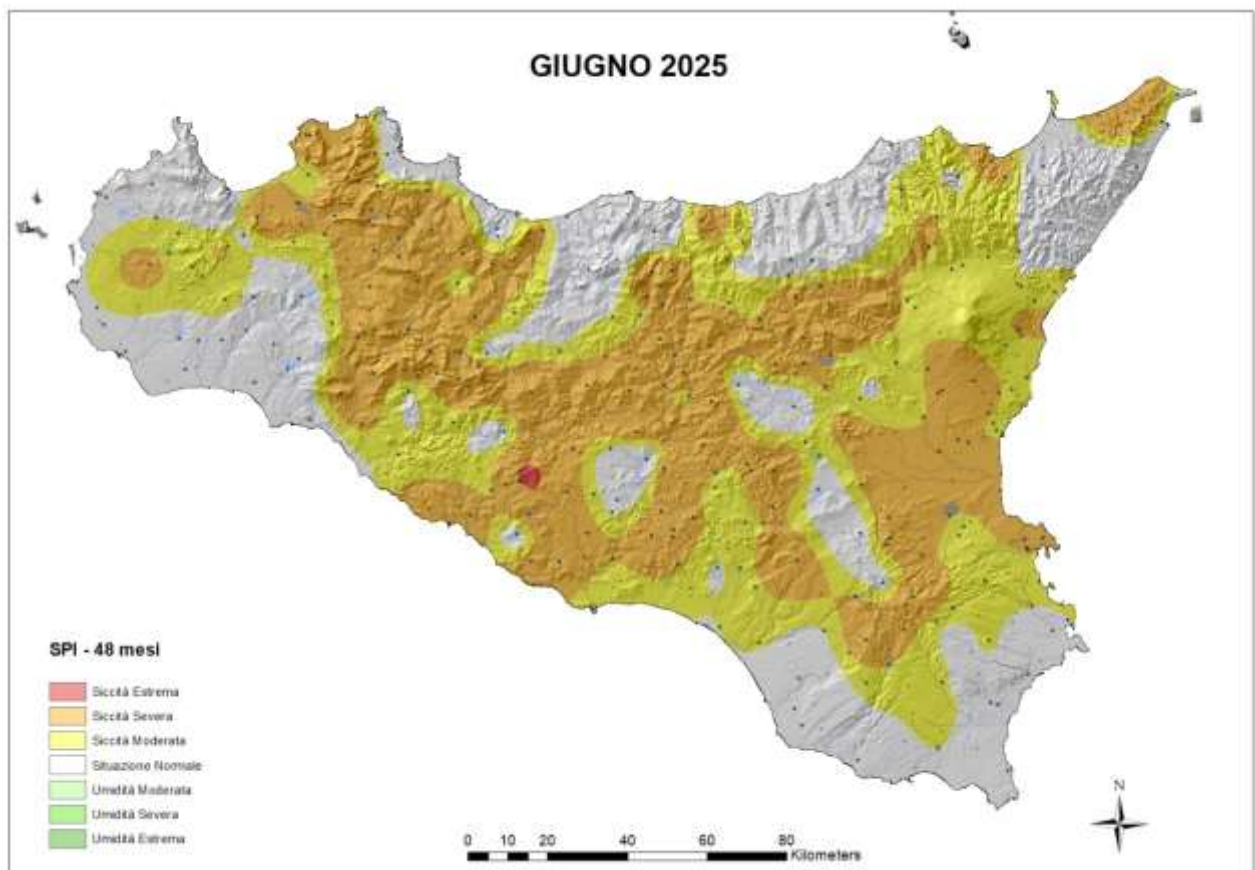 GIUGNO 2025
SPI - 48 mesi
Siccità Estrema
Siccità Severa
Siccità Moderata
Situazione Normale
Umidità Moderata
Umidità Severa
Umidità Estrema
N
0 10 20 40 60 80
Kilometers